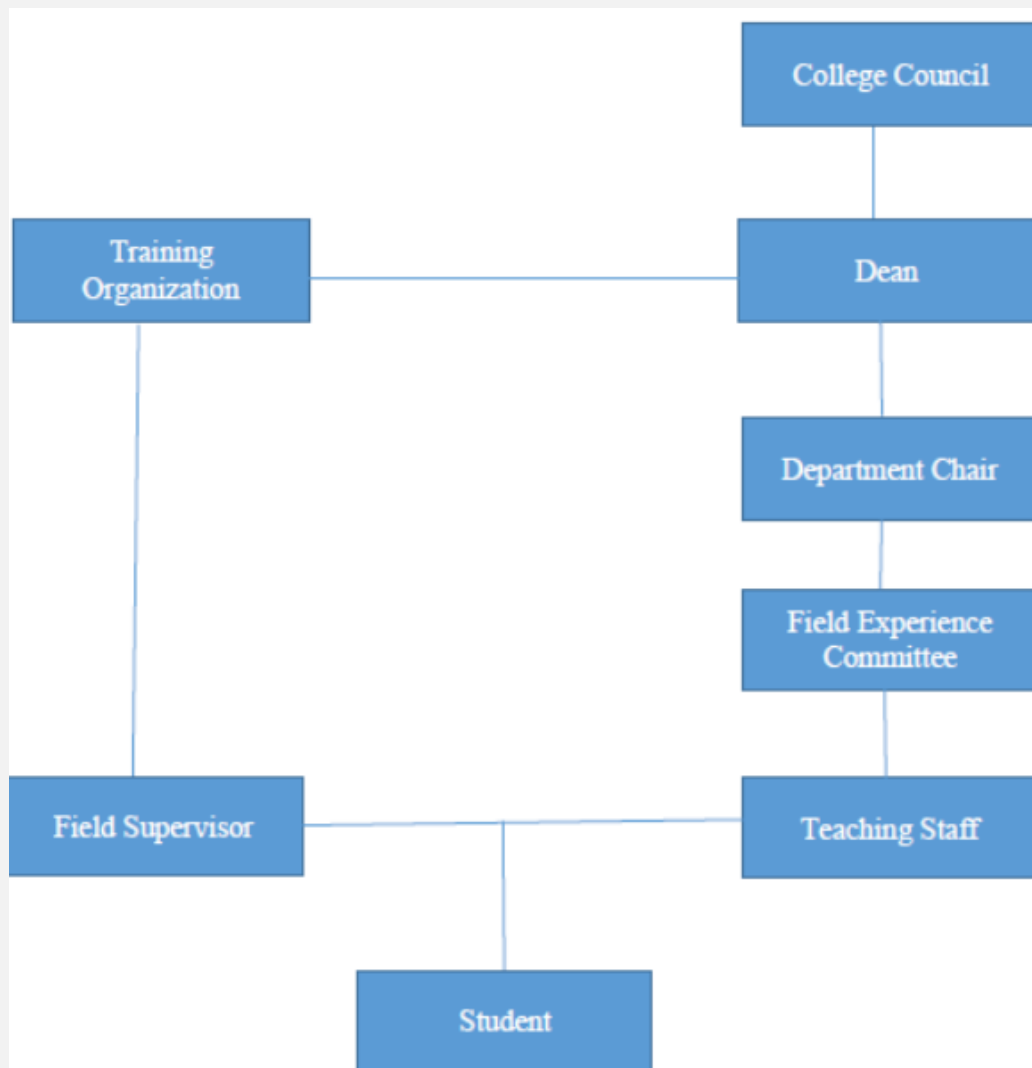 College Council
Training
Organization
Dean
Department Chair
Field Experience
Committee
Field Supervisor
Teaching Staff
Student